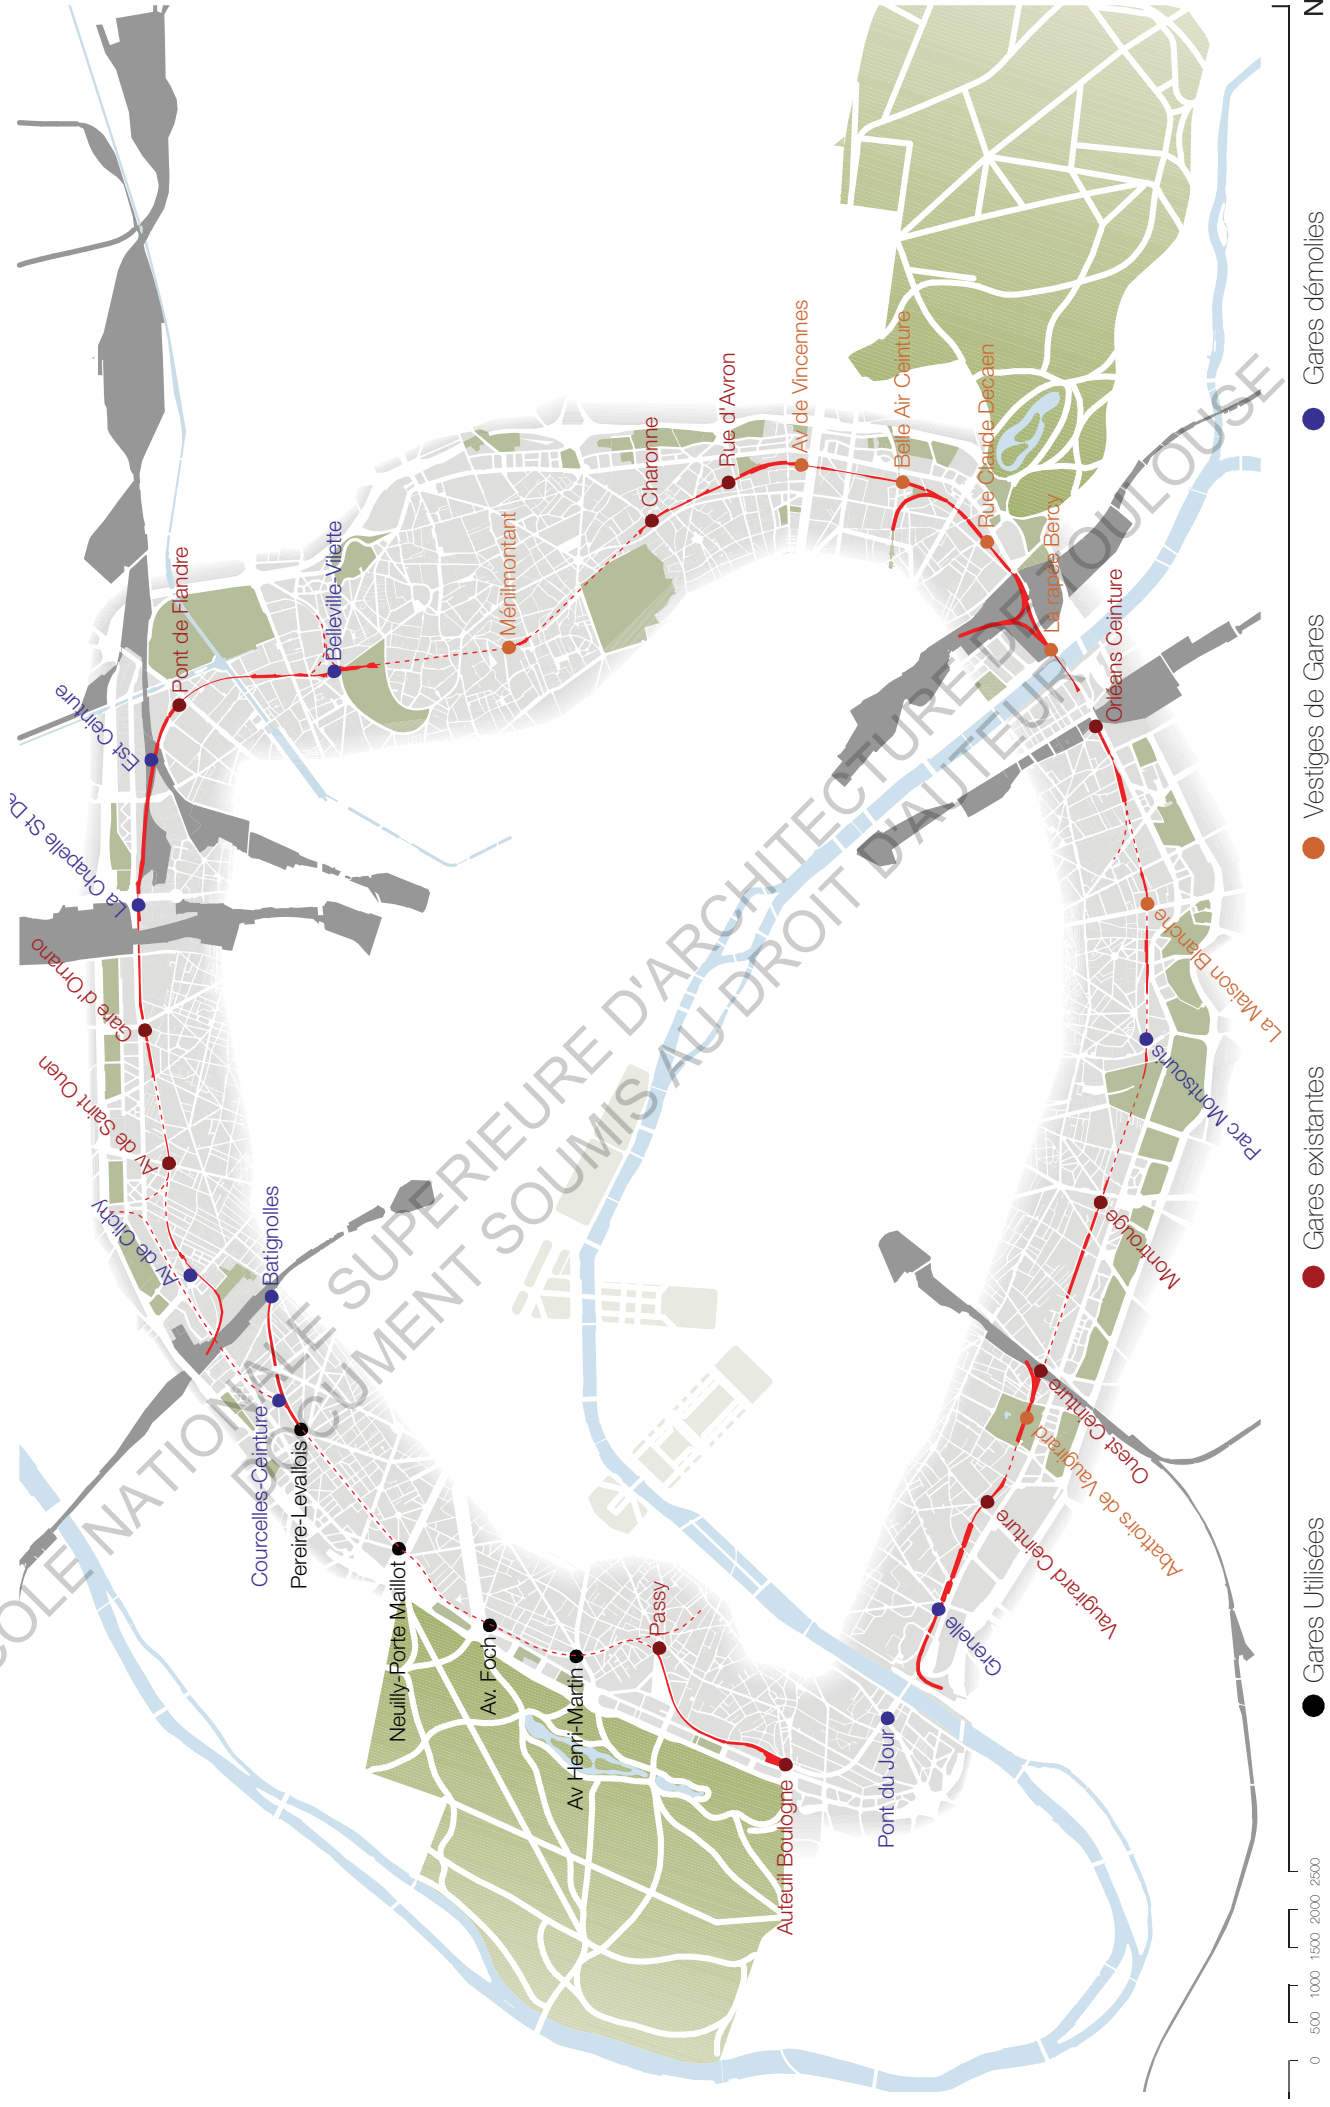 N
Est Ceinture
La Chapelle St De
Gare d'Ornano
Av de Saint Ouen
Av de Clichy
Pont de Flandre
Belleville-Vilette
Ménilmontant
Charonne
Rue d'Avron
Av de Vincennes
Belle Air Ceinture
Rue Claude Decaen
La rapée Bercy
Orléans Ceinture
La Maison Blanche
Parc Montsouris
Montrouge
Ouest Ceinture
Abattoirs de Vaugirard
Vaugirard Ceinture
Grenelle
Pont du Jour
Auteuil Boulogne
Passy
Av Henri-Martin
Av. Foch
Neuilly-Porte Maillot
Pereire-Levallois
Courcelles-Ceinture
Batignolles
COLE NATIONALE SUPERIEURE D'ARCHITECTURE DE TOULOUSE
DOCUMENT SOUMIS AU DROIT D'AUTEUR
0 500 1000 1500 2000 2500
Gares Utilisées
Gares existantes
Vestiges de Gares
Gares démolies